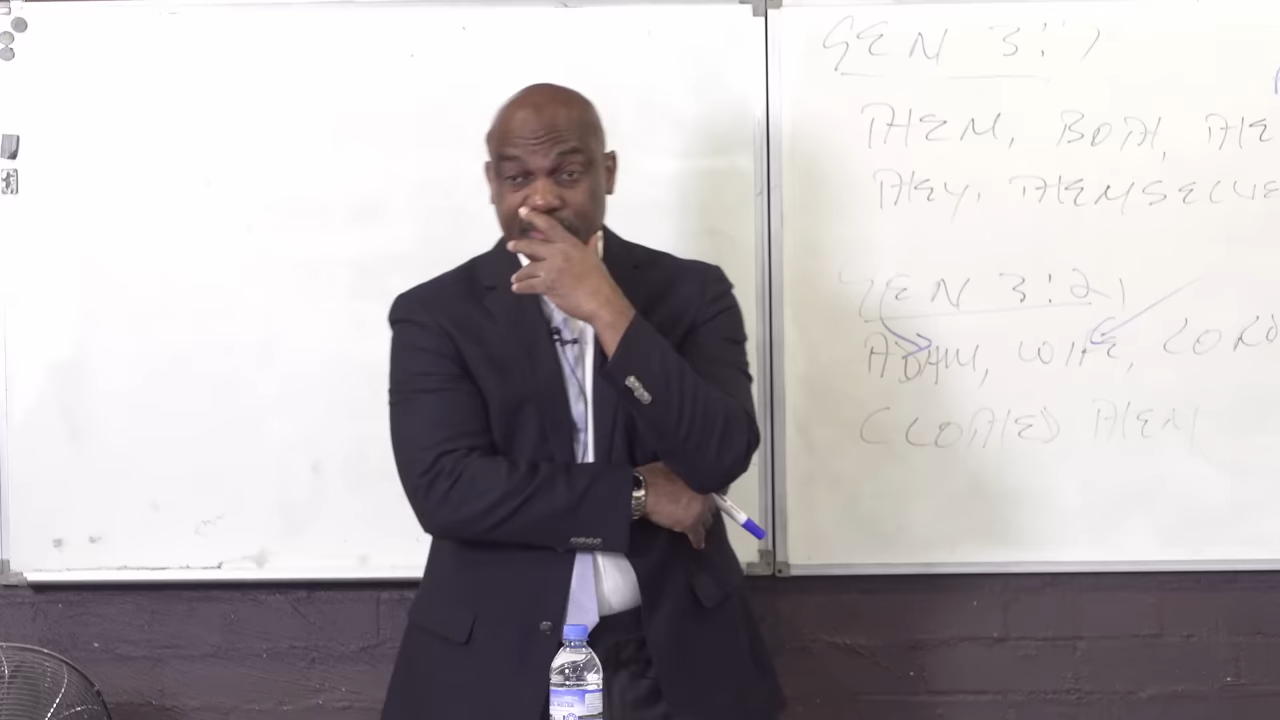 GEN 3:7
THEM, BOTH, THE
THEY, THEMSELVE
GEN 3:21
ADAM, WIFE, LORD
CLOTHED THEM